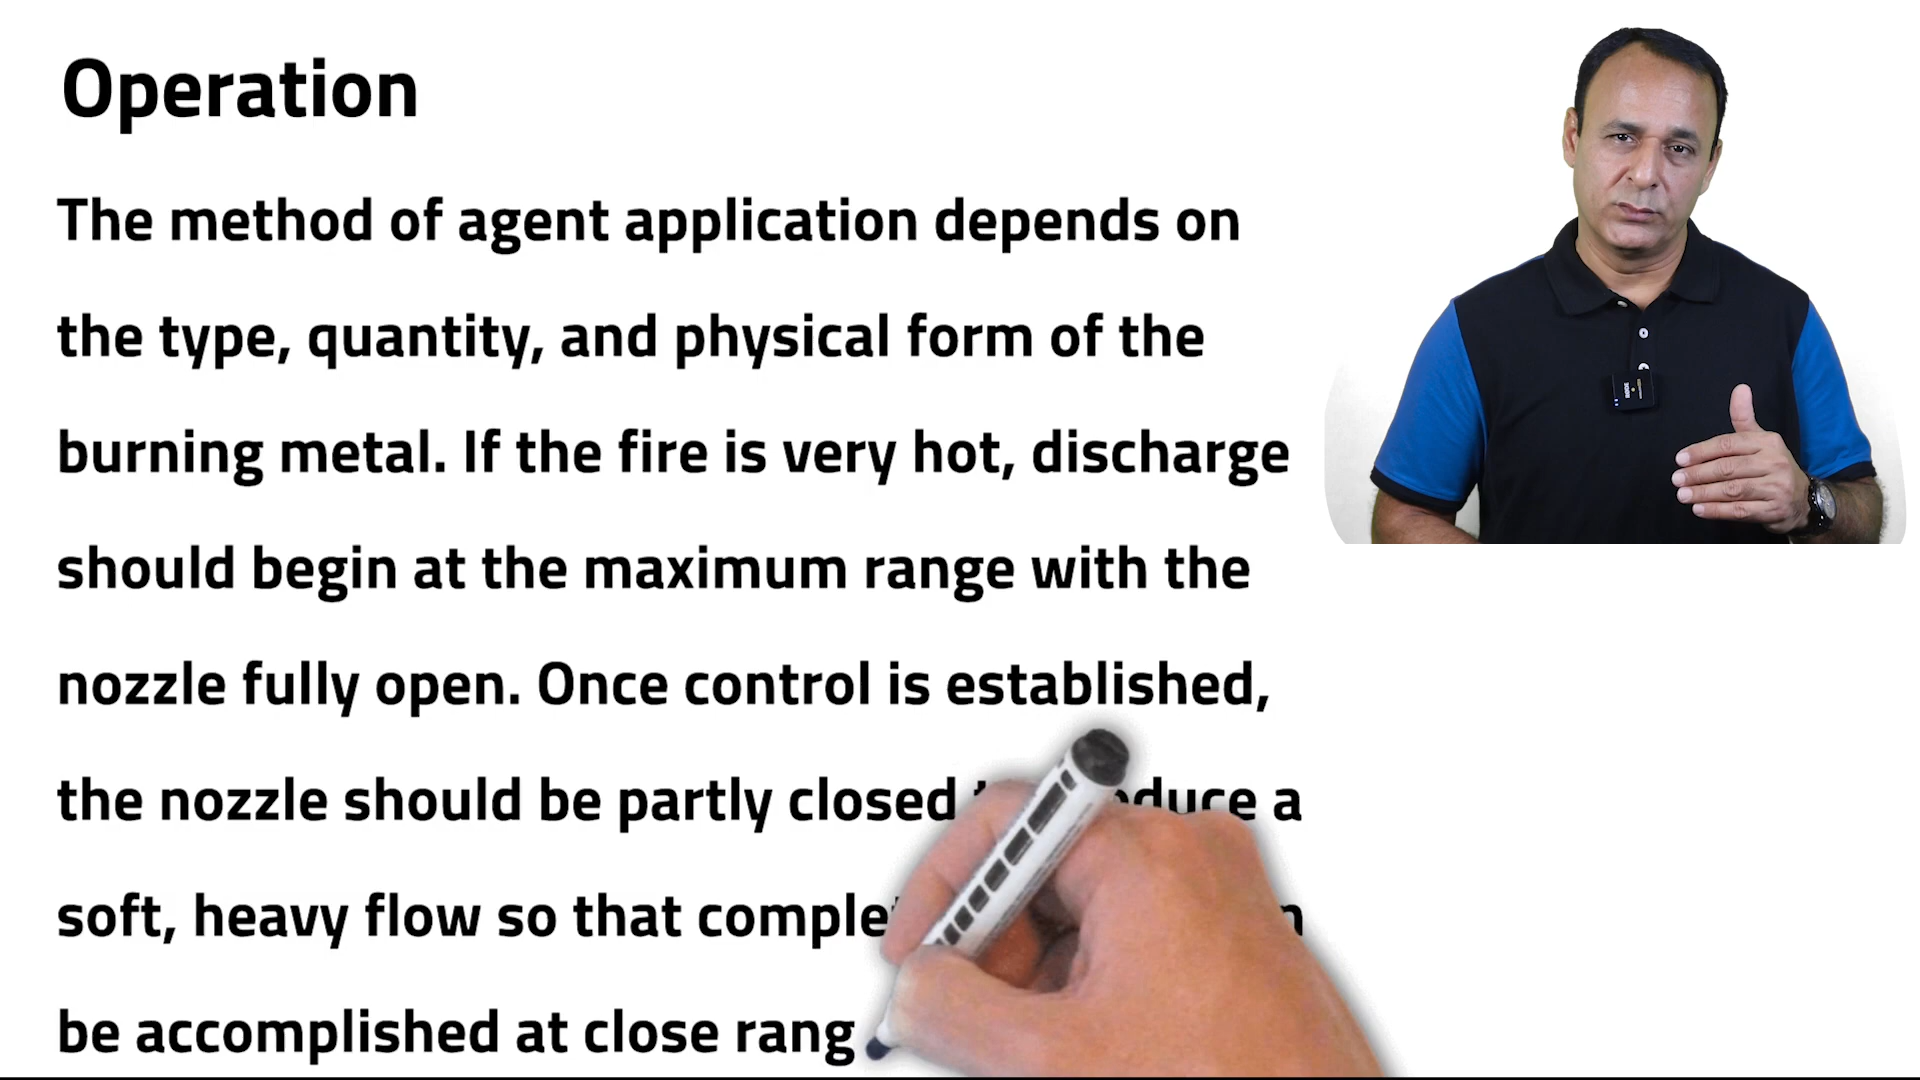 Operation
The method of agent application depends on
the type, quantity, and physical form of the
burning metal. If the fire is very hot, discharge
should begin at the maximum range with the
nozzle fully open. Once control is established,
the nozzle should be partly closed a
soft, heavy flow so that
be accomplished at close rang